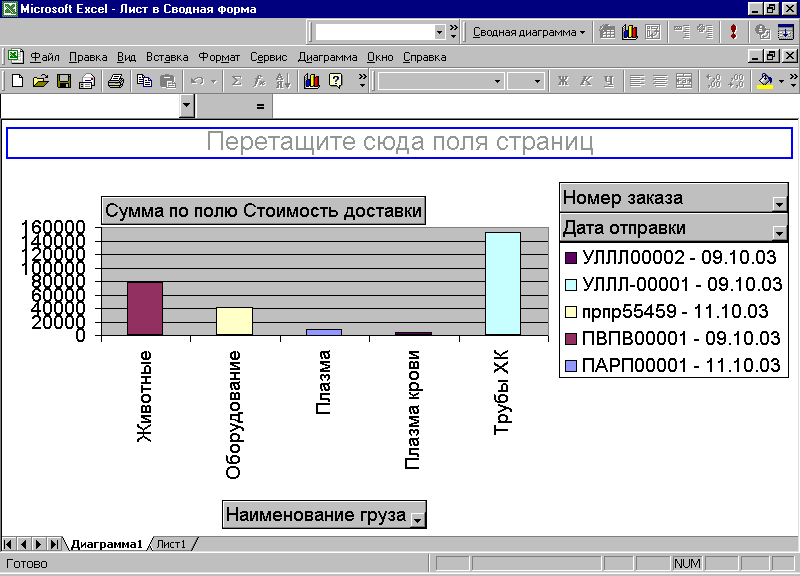 Microsoft Excel - Лист в Сводная форма
Сводная диаграмма
Файл Правка Вид Вставка Формат Сервис Диаграмма Окно Справка
Ж К Ч
=
Перетащите сюда поля страниц
Сумма по полю Стоимость доставки
160000
140000
120000
100000
80000
60000
40000
20000
0
Животные
Оборудование
Плазма
Плазма крови
Трубы ХК
Номер заказа
Дата отправки
УЛЛЛ00002 - 09.10.03
УЛЛЛ-00001 - 09.10.03
прпр55459 - 11.10.03
ПВПВ00001 - 09.10.03
ПАРП00001 - 11.10.03
Наименование груза
Диаграмма1 Лист1
Готово
NUM